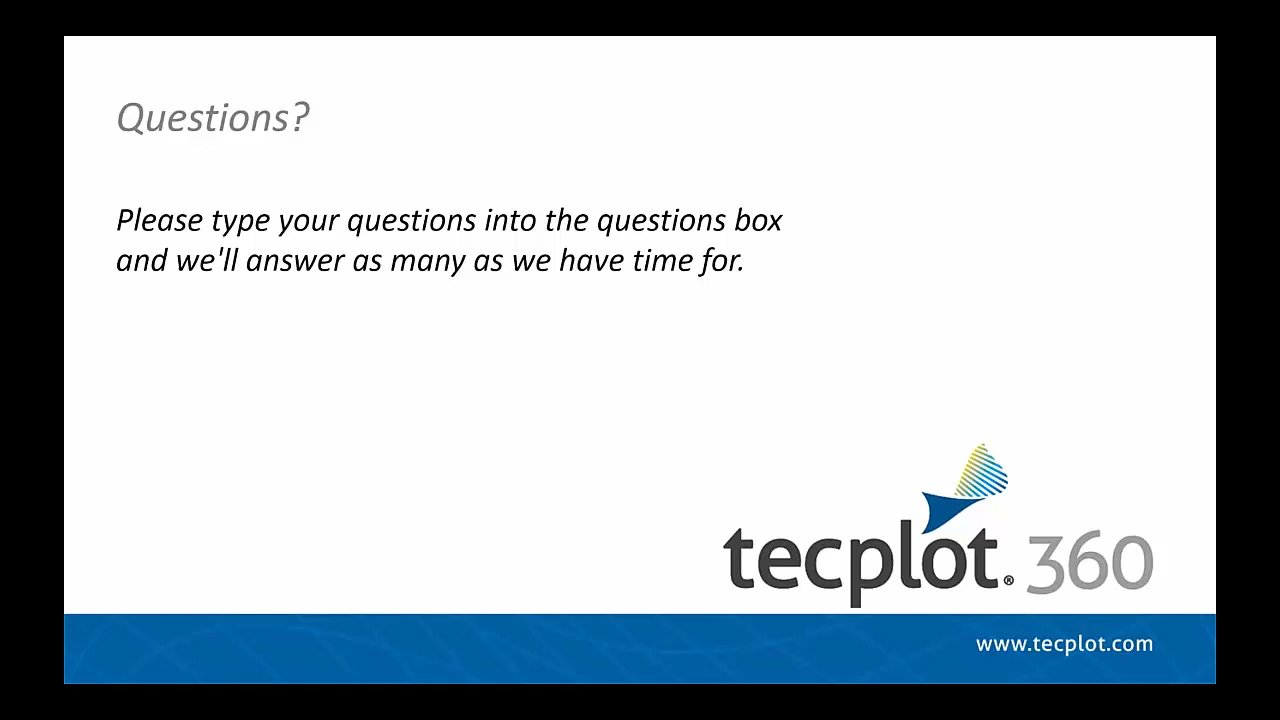 Questions?
Please type your questions into the questions box
and we'll answer as many as we have time for.
tecplot® 360
www.tecplot.com